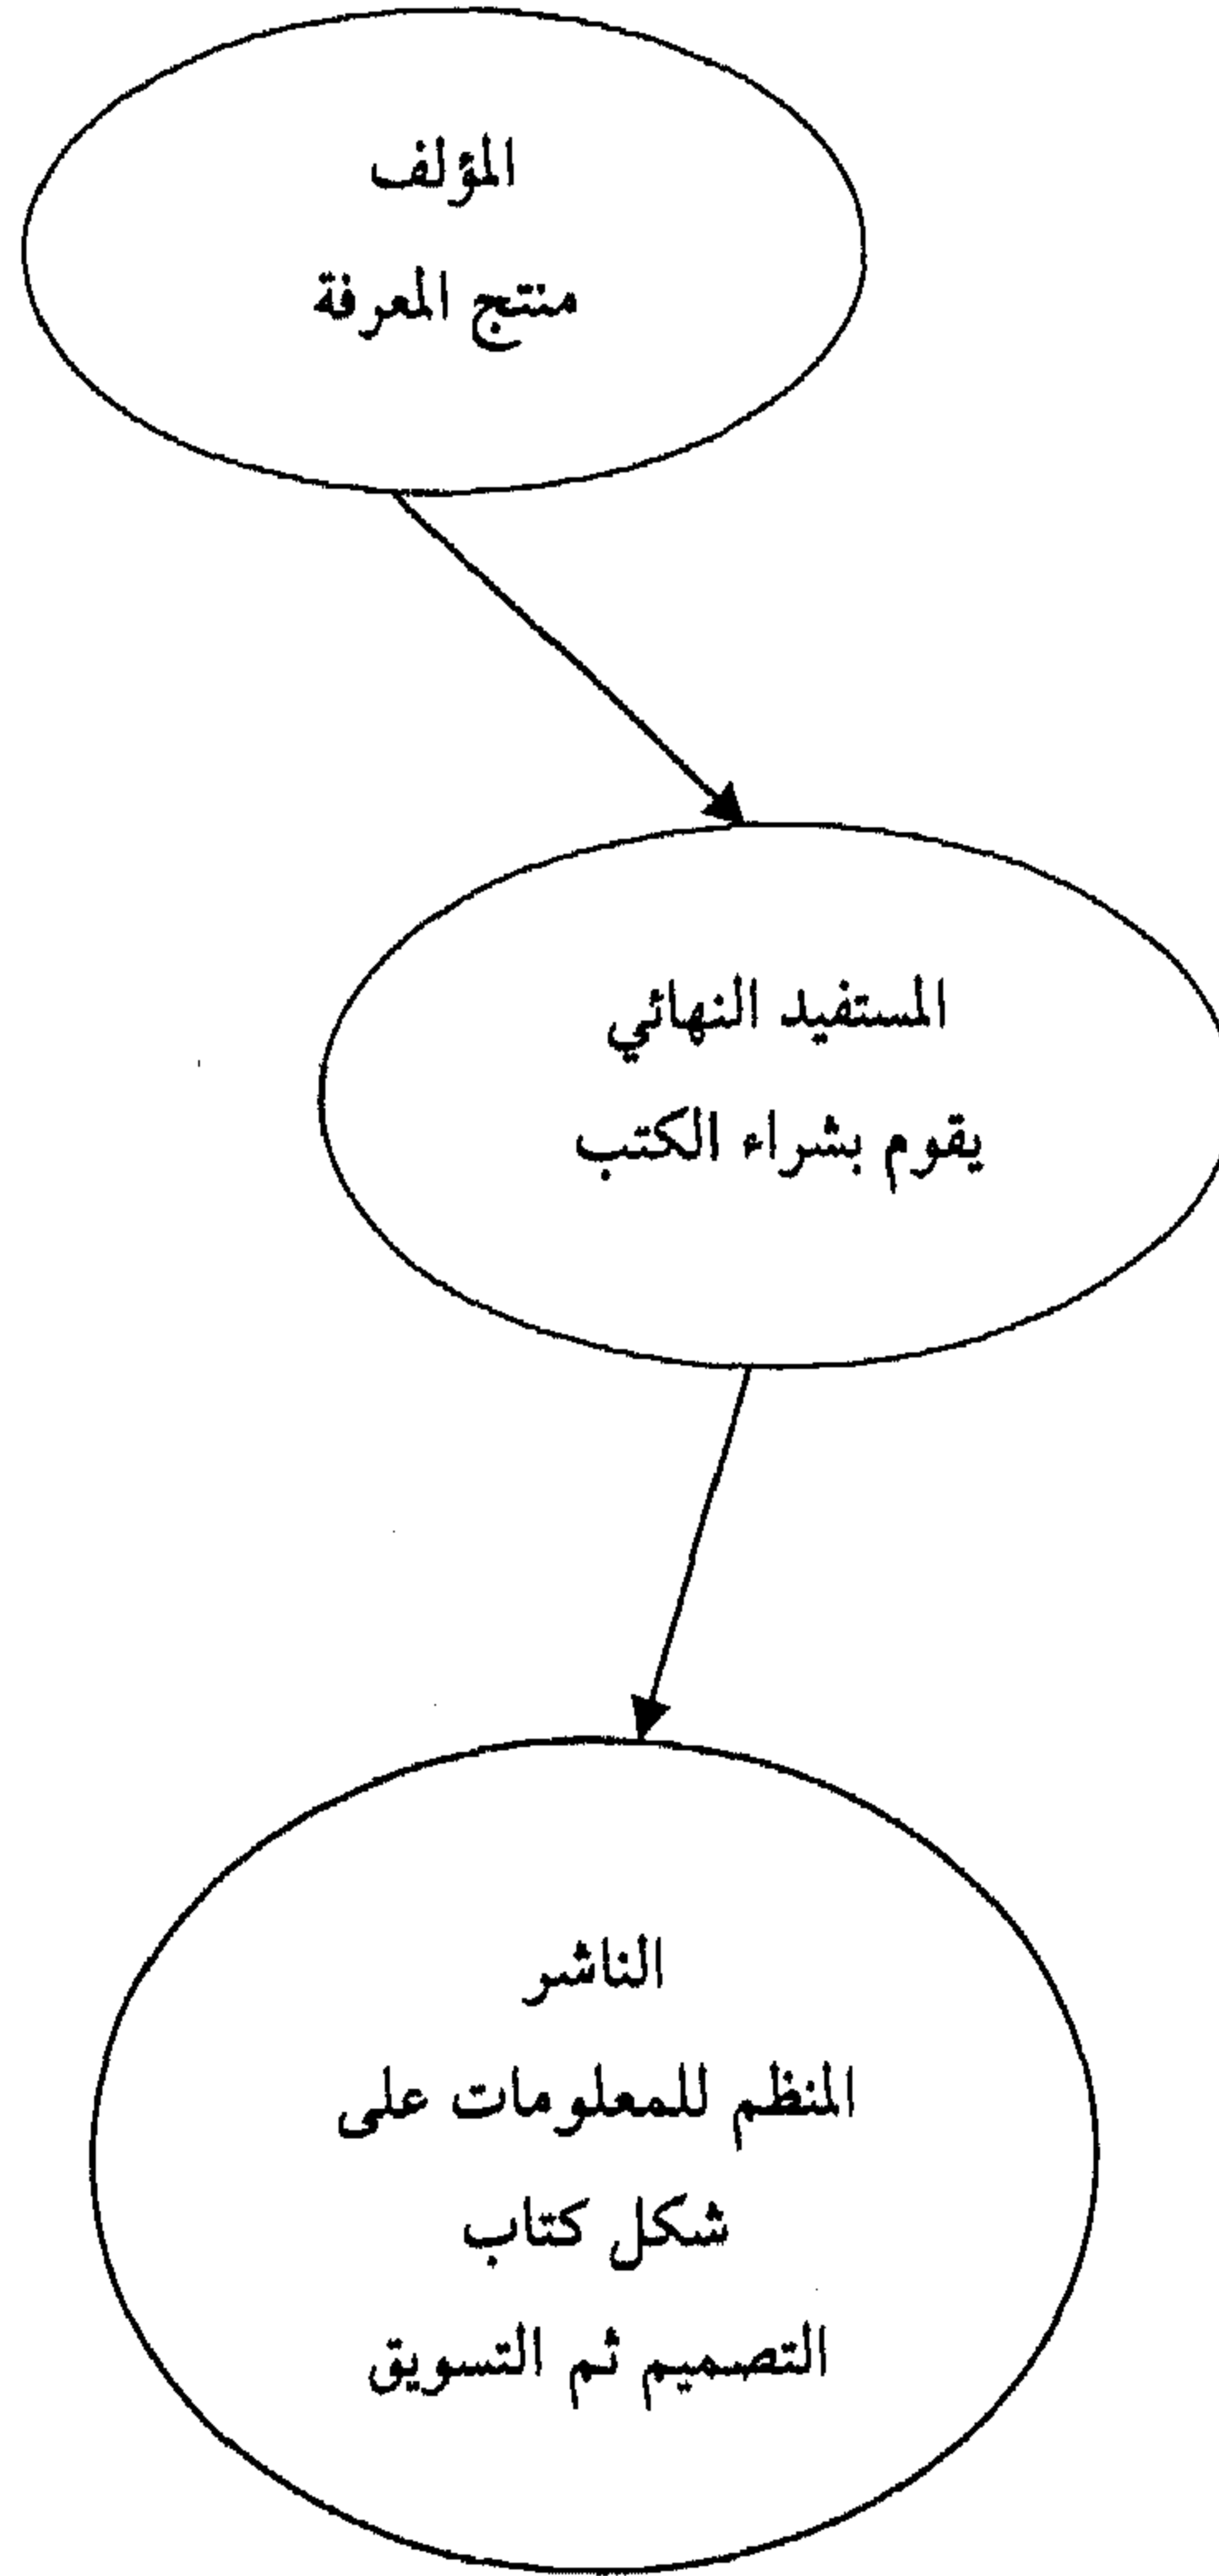 المؤلف
منتج المعرفة
المستفيد النهائي
يقوم بشراء الكتب
الناشر
المنظم للمعلومات على
شكل كتاب
التصميم ثم التسويق